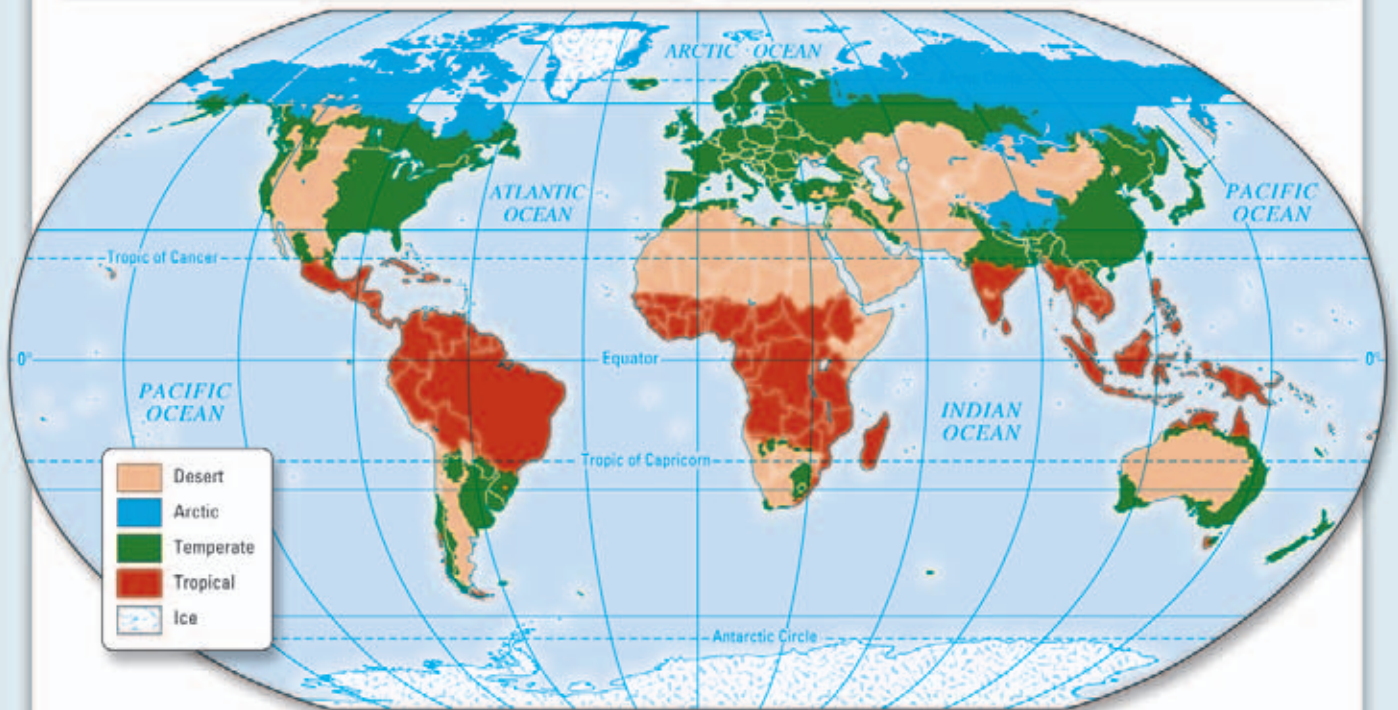 ARCTIC OCEAN
ATLANTIC
OCEAN
PACIFIC
OCEAN
Tropic of Cancer
0°
Equator
0°
PACIFIC
OCEAN
INDIAN
OCEAN
Tropic of Capricorn
Desert
Arctic
Temperate
Tropical
Ice
Antarctic Circle